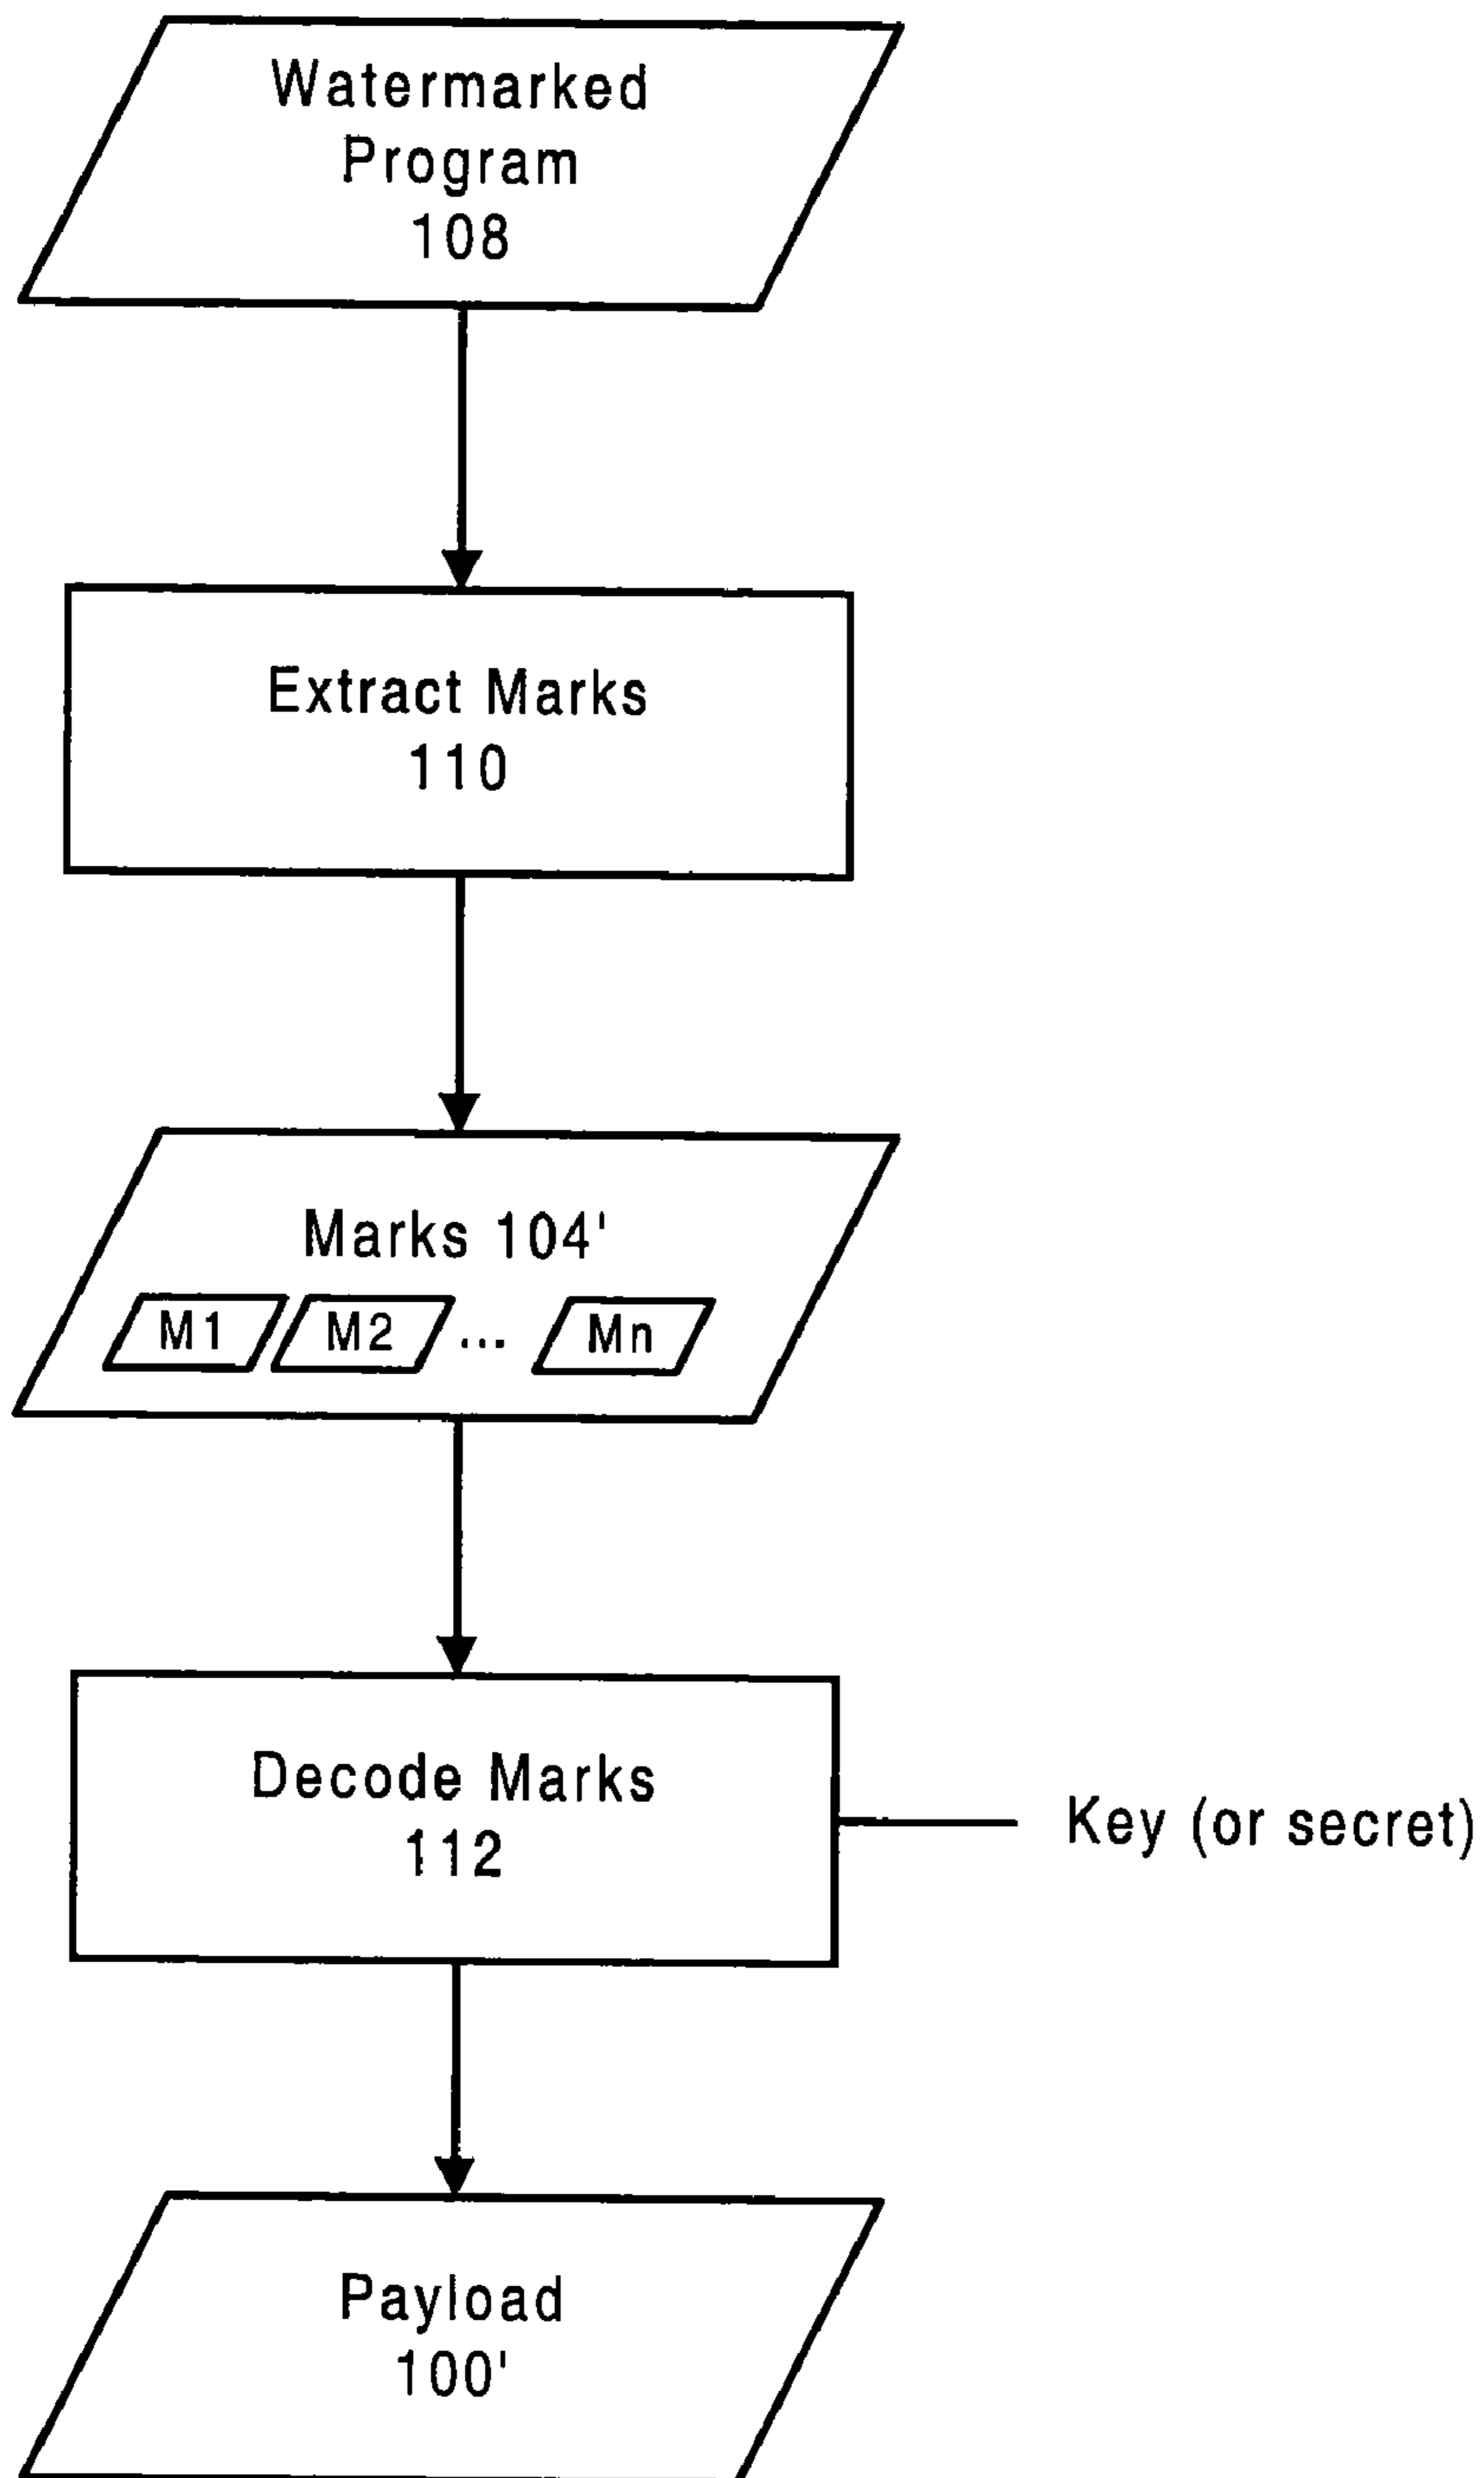 Watermarked
Program
108
Extract Marks
110
Marks 104'
M1 M2 ... Mn
Decode Marks
112
Key (or secret)
Payload
100'